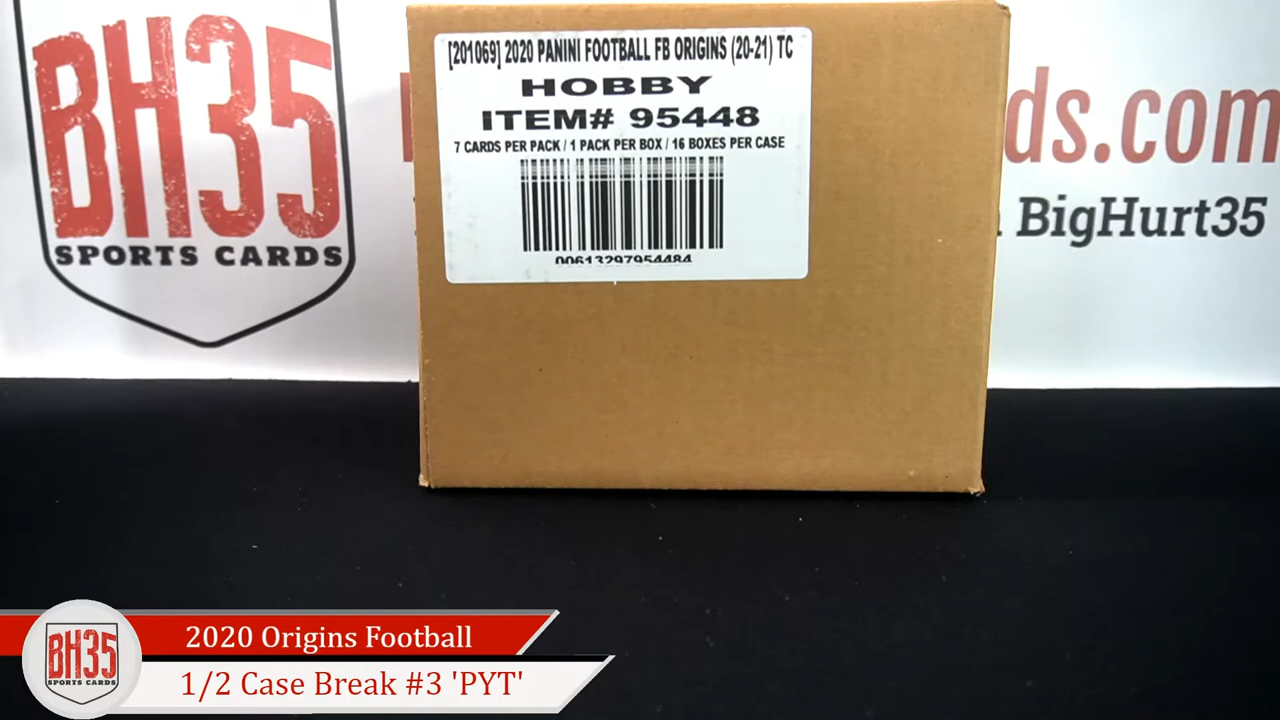 BH35
SPORTS CARDS
[201069] 2020 PANINI FOOTBALL FB ORIGINS (20-21) TC
HOBBY
ITEM# 95448
7 CARDS PER PACK / 1 PACK PER BOX / 16 BOXES PER CASE
00613297954484
ds.com
BigHurt35
BH35
SPORTS CARDS
2020 Origins Football
1/2 Case Break #3 'PYT'